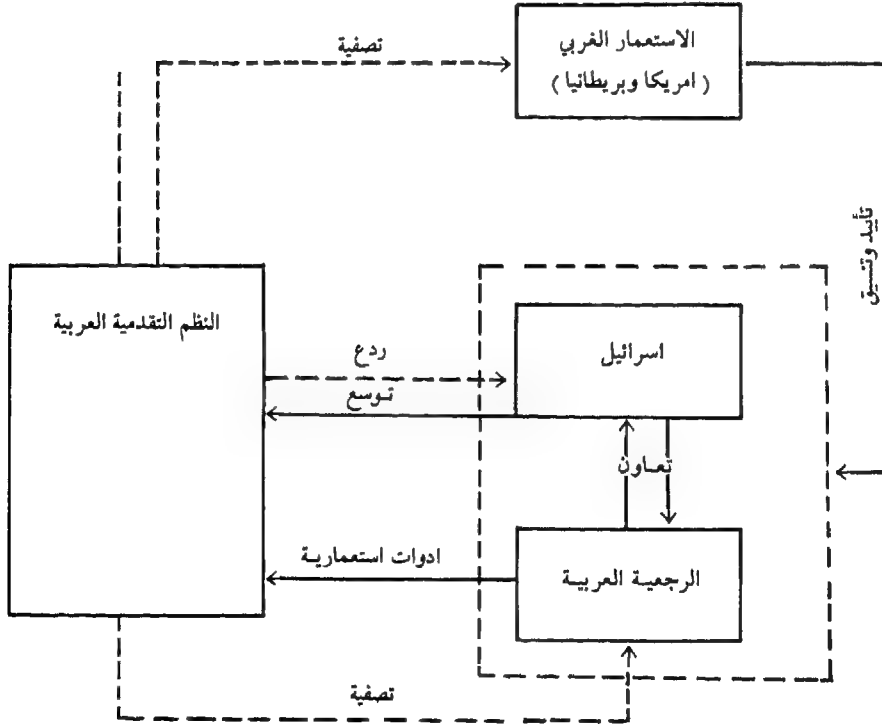 تصفية
الاستعمار الغربي
( امريكا وبريطانيا )
تأييد وتنسيق
النظم التقدمية العربية
اسرائيل
ردع
توسع
تعاون
ادوات استعمارية
الرجعية العربية
تصفية